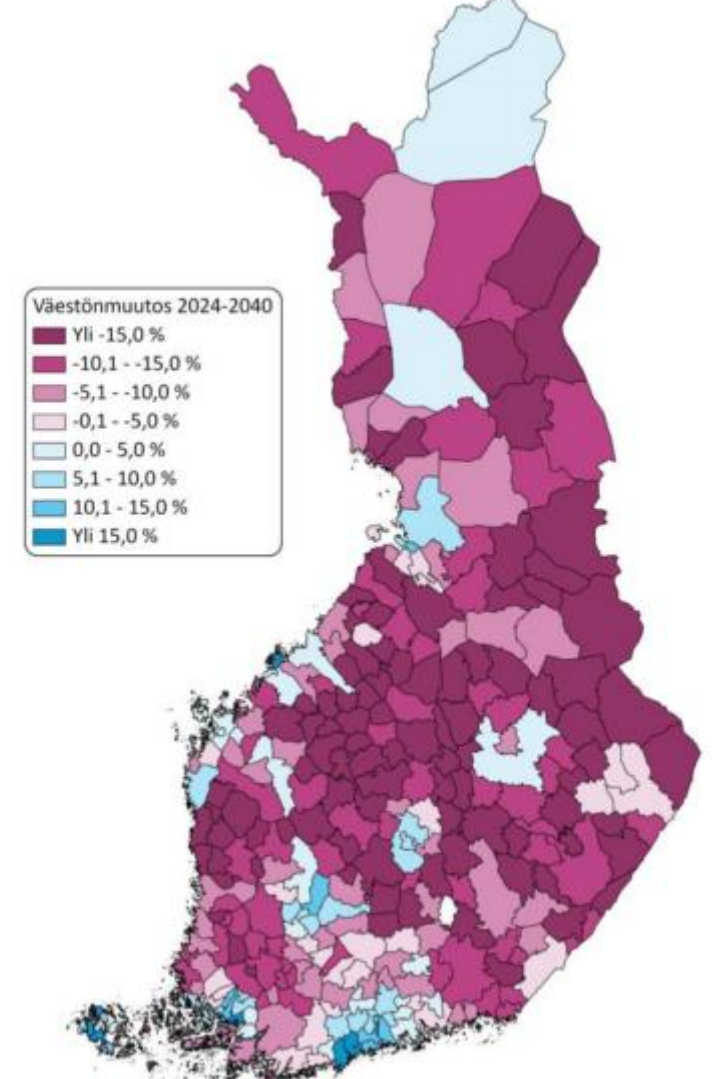 Väestönmuutos 2024-2040
Yli -15,0 %
-10,1 - -15,0 %
-5,1 - -10,0 %
-0,1 - -5,0 %
0,0 - 5,0 %
5,1 - 10,0 %
10,1 - 15,0 %
Yli 15,0 %